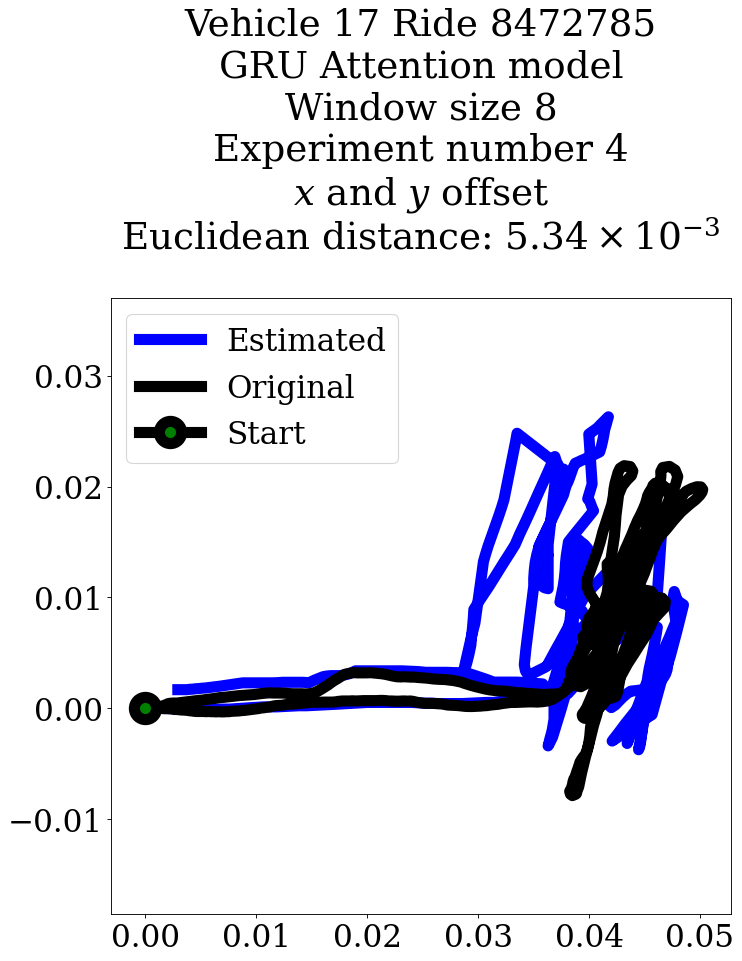 Vehicle 17 Ride 8472785
GRU Attention model
Window size 8
Experiment number 4
x and y offset
Euclidean distance: 5.34 × 10⁻³
Estimated
Original
Start
0.03
0.02
0.01
0.00
−0.01
0.00 0.01 0.02 0.03 0.04 0.05